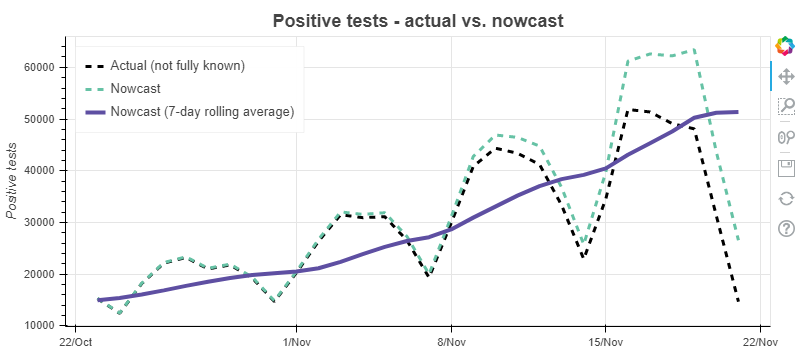 Positive tests - actual vs. nowcast
Actual (not fully known)
Nowcast
Nowcast (7-day rolling average)
Positive tests
60000
50000
40000
30000
20000
10000
22/Oct
1/Nov
8/Nov
15/Nov
22/Nov